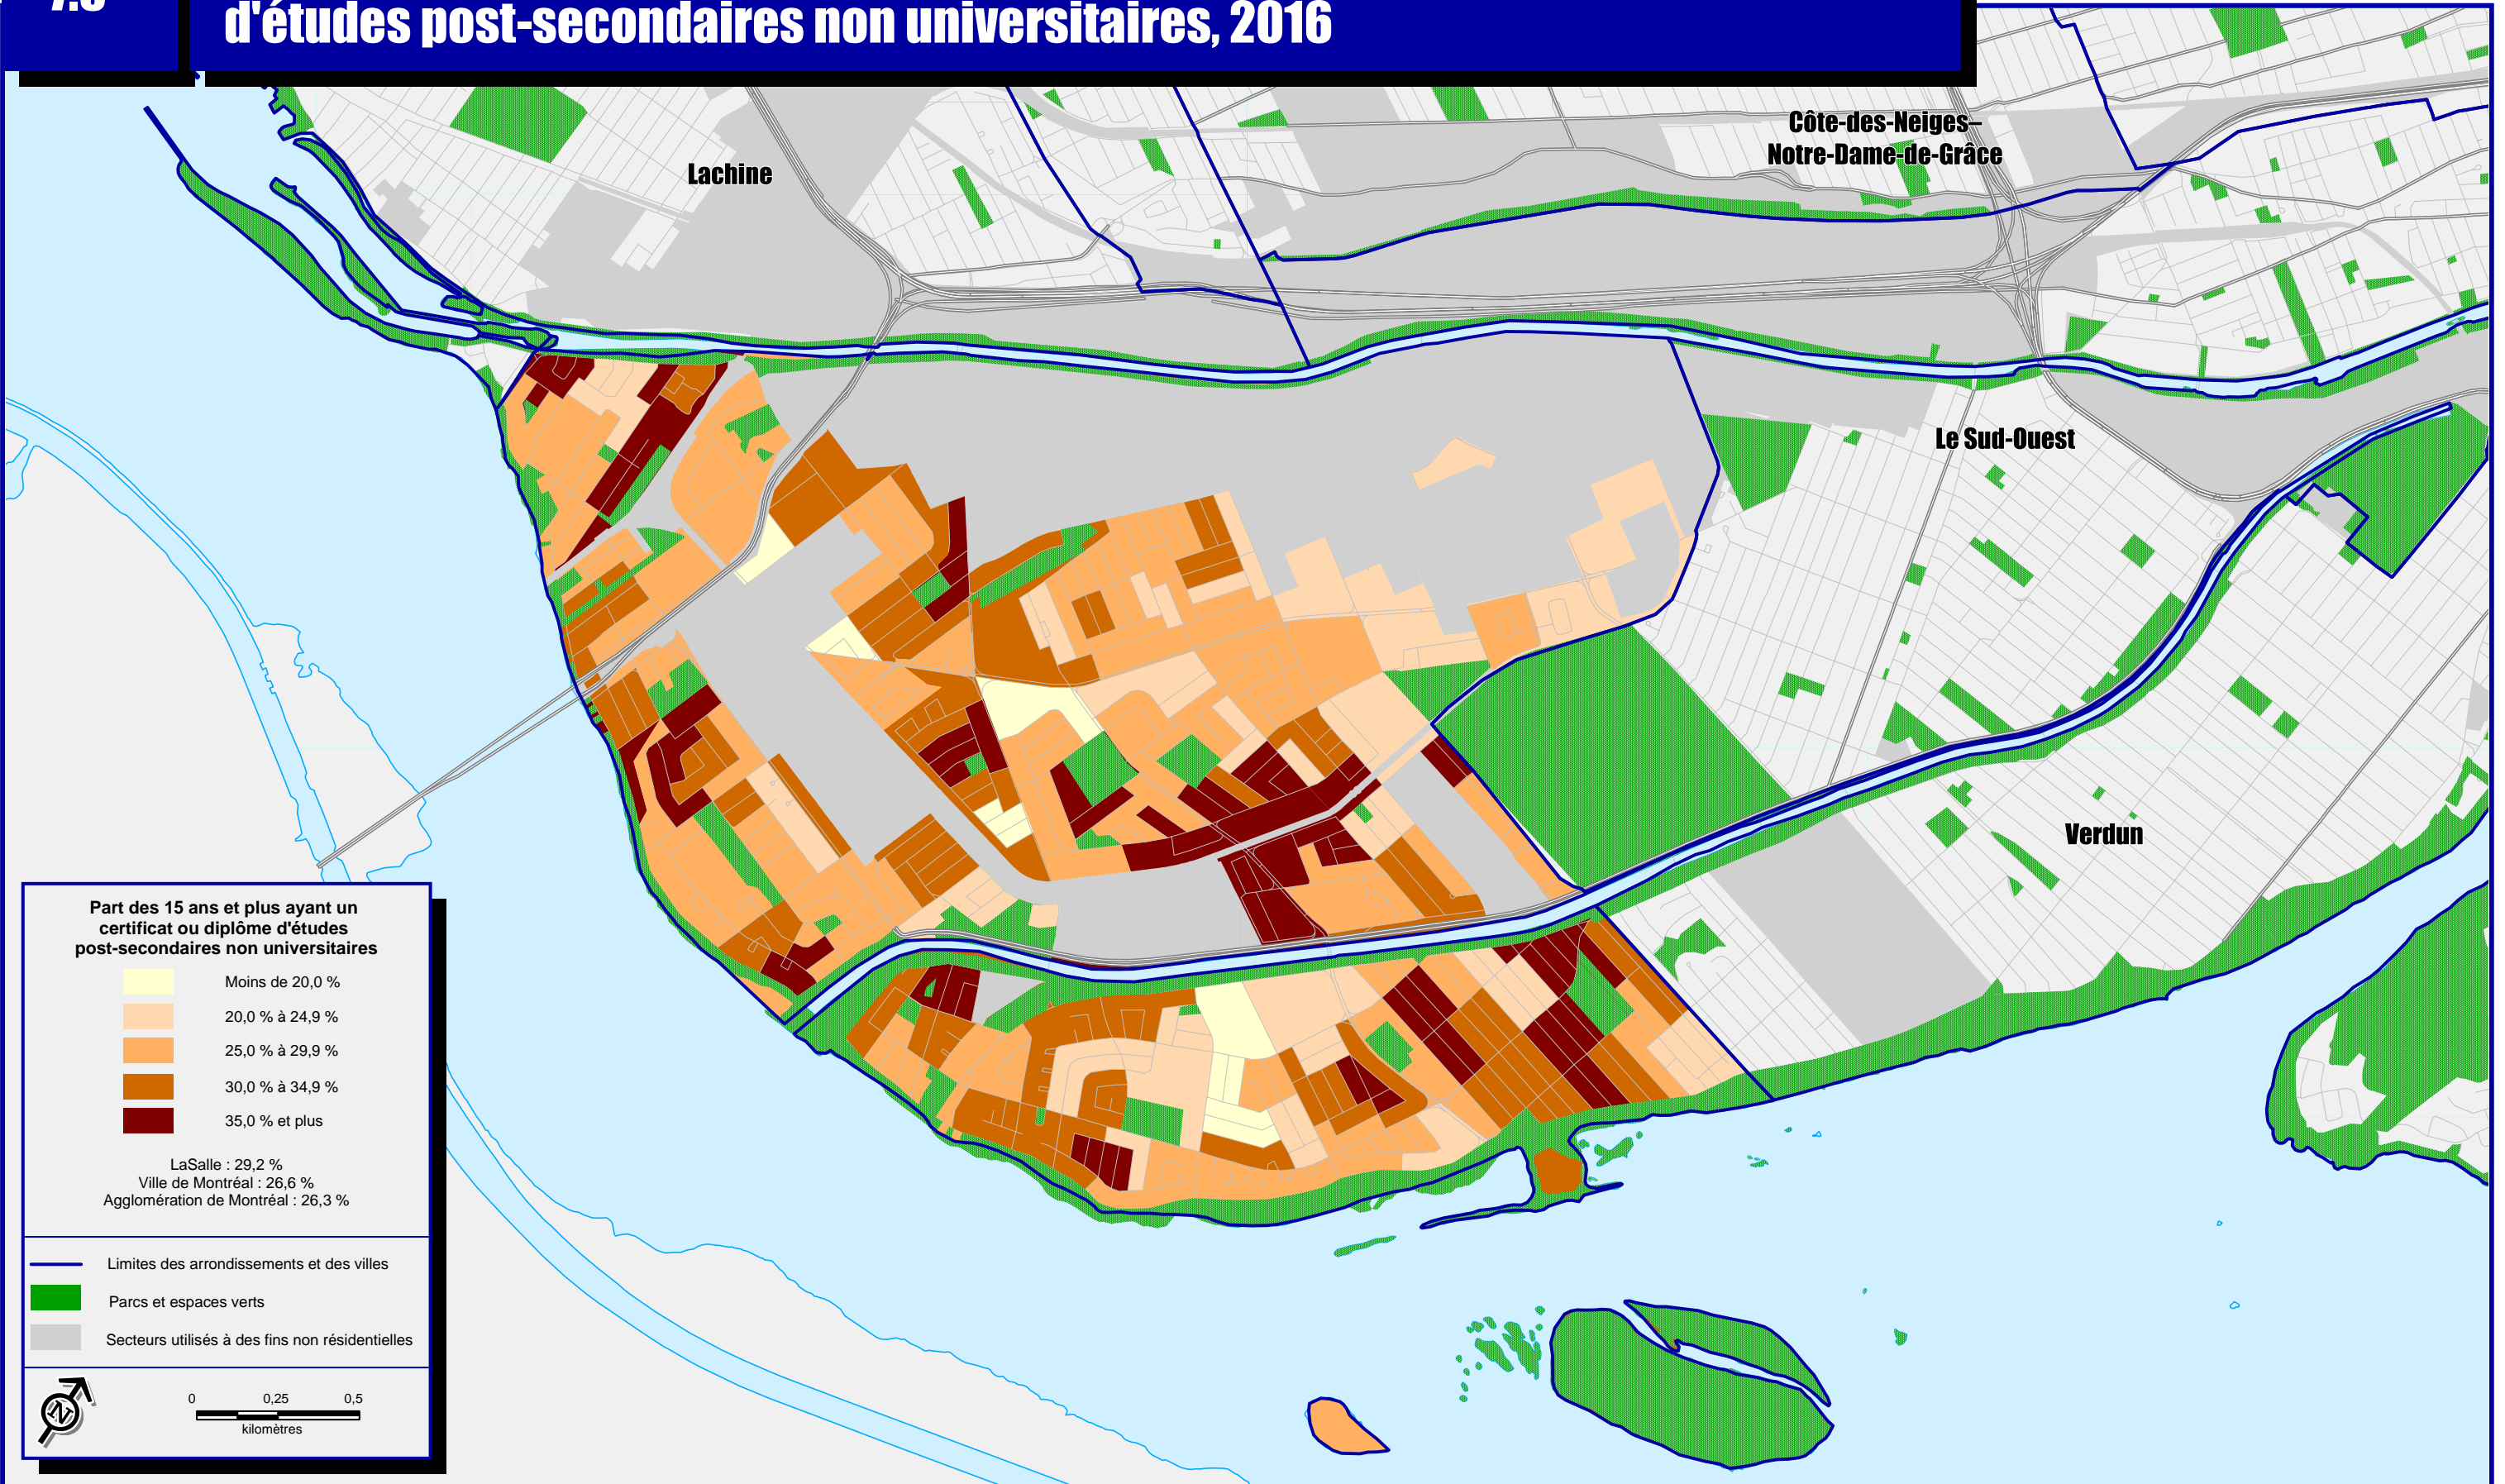 d'études post-secondaires non universitaires, 2016
Lachine
Côte-des-Neiges–
Notre-Dame-de-Grâce
Le Sud-Ouest
Verdun
Part des 15 ans et plus ayant un
certificat ou diplôme d'études
post-secondaires non universitaires
Moins de 20,0 %
20,0 % à 24,9 %
25,0 % à 29,9 %
30,0 % à 34,9 %
35,0 % et plus
LaSalle : 29,2 %
Ville de Montréal : 26,6 %
Agglomération de Montréal : 26,3 %
Limites des arrondissements et des villes
Parcs et espaces verts
Secteurs utilisés à des fins non résidentielles
N
0 0,25 0,5
kilomètres